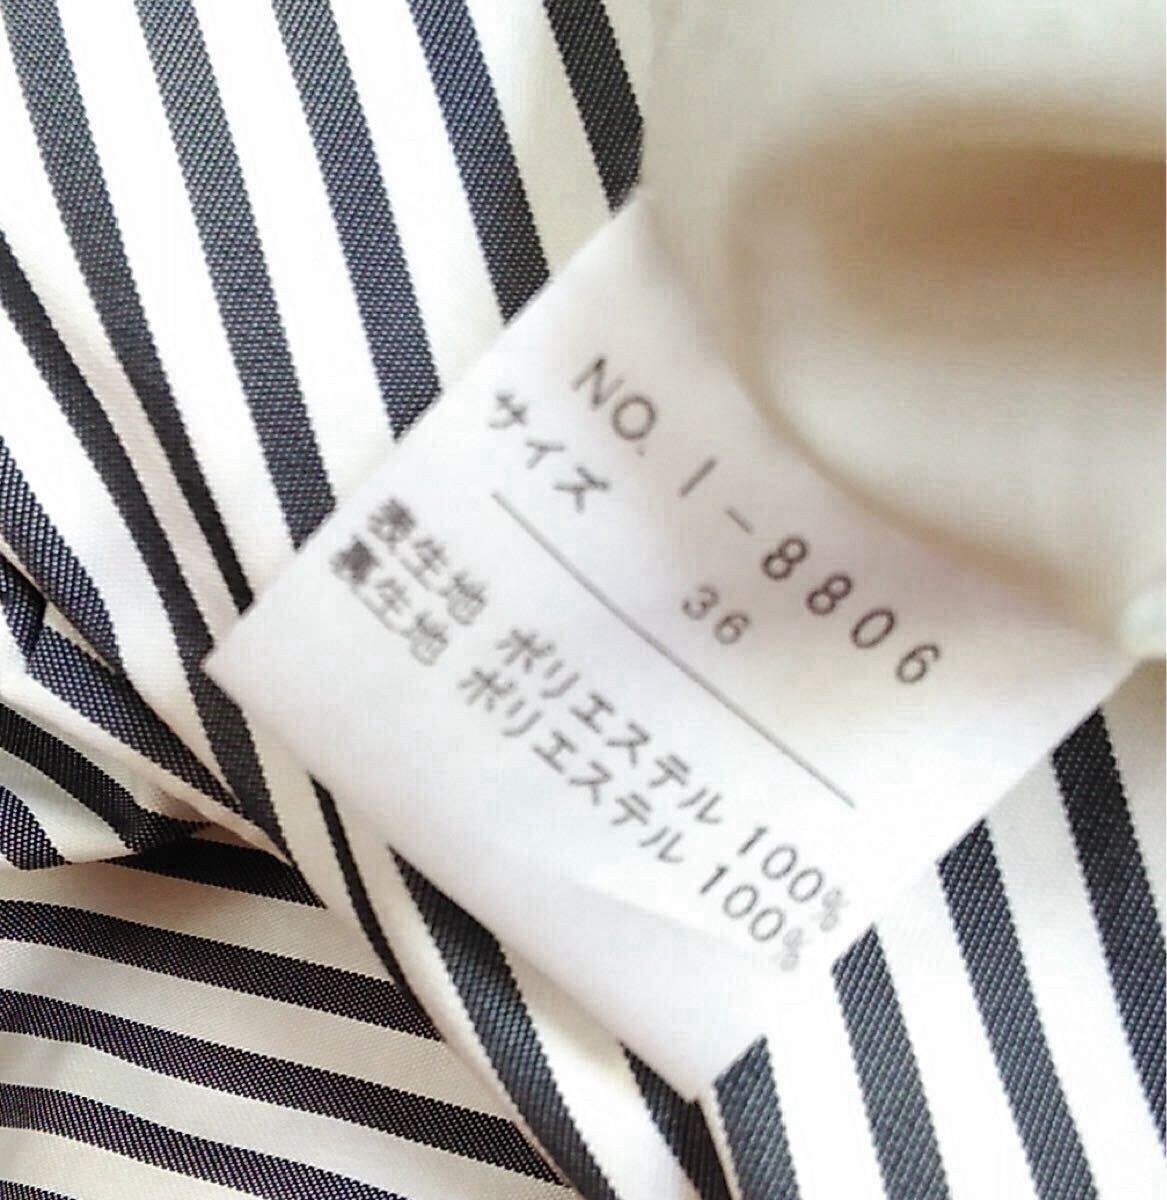 NO. 1-8806
サイズ 36
表生地 ポリエステル 100%
裏生地 ポリエステル 100%